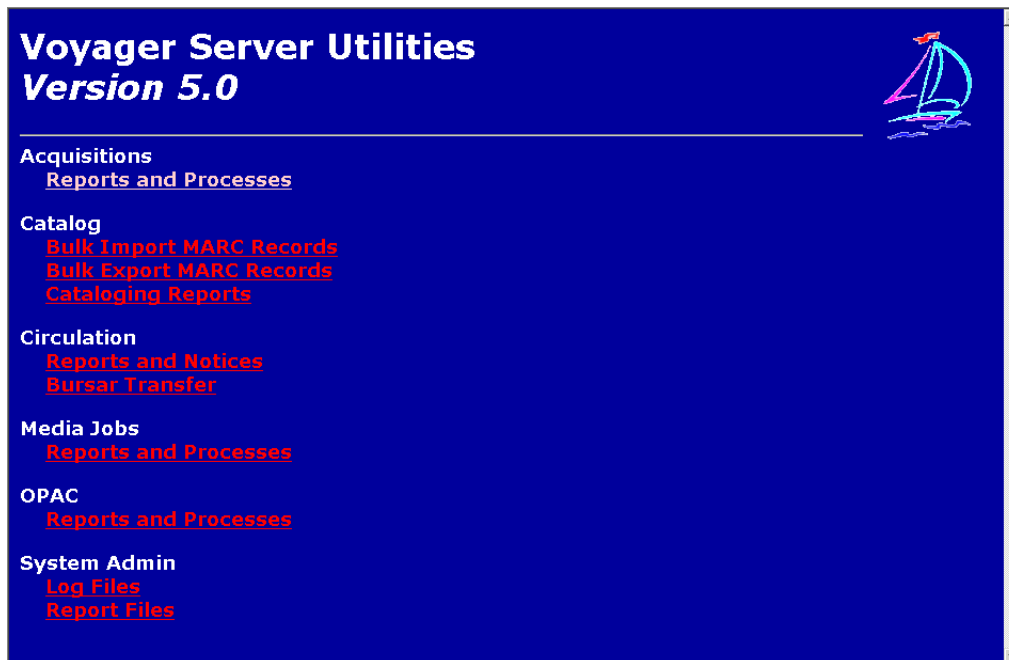 Voyager Server Utilities
Version 5.0
Acquisitions
Reports and Processes
Catalog
Bulk Import MARC Records
Bulk Export MARC Records
Cataloging Reports
Circulation
Reports and Notices
Bursar Transfer
Media Jobs
Reports and Processes
OPAC
Reports and Processes
System Admin
Log Files
Report Files